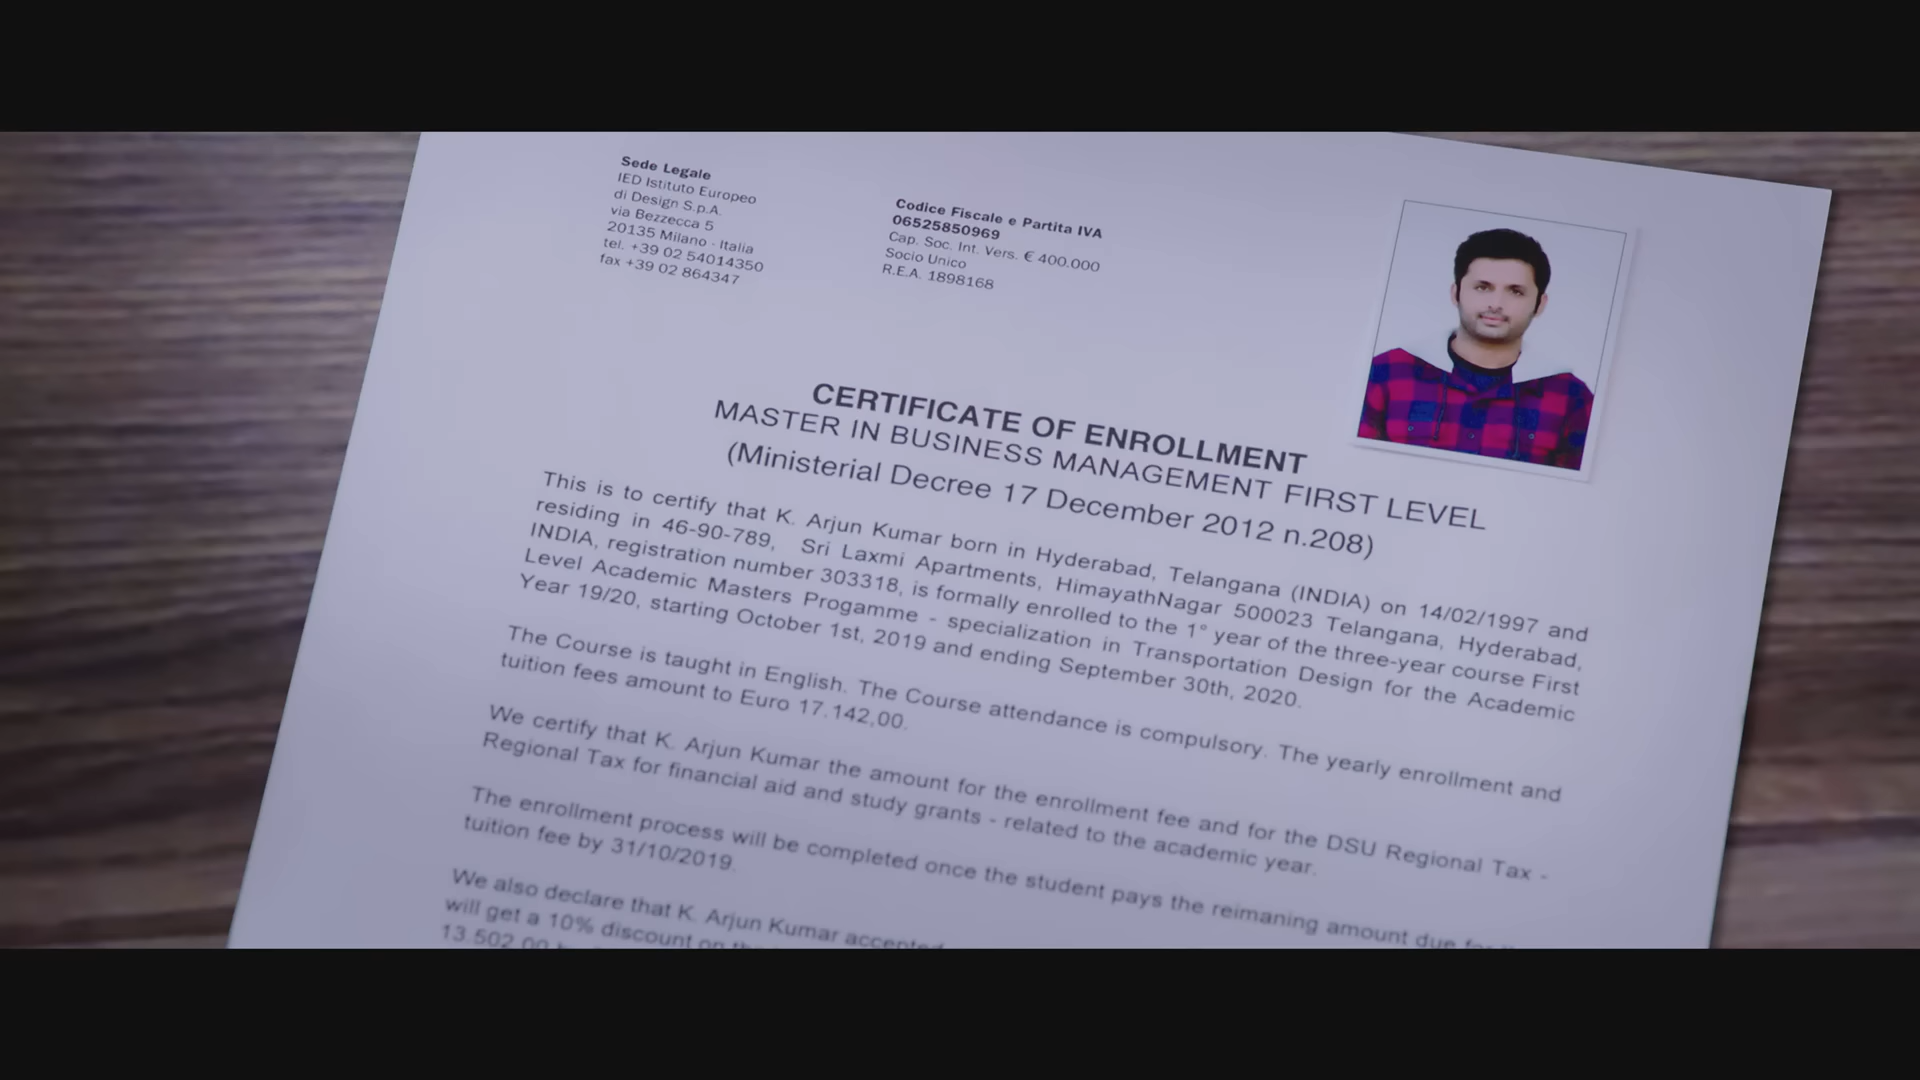 Sede Legale
IED Istituto Europeo
di Design S.p.A.
via Bezzecca 5
20135 Milano - Italia
tel. +39 02 54014350
fax +39 02 864347
Codice Fiscale e Partita IVA
06525850969
Cap. Soc. Int. Vers. € 400.000
Socio Unico
R.E.A. 1898168
CERTIFICATE OF ENROLLMENT
MASTER IN BUSINESS MANAGEMENT FIRST LEVEL
(Ministerial Decree 17 December 2012 n.208)
This is to certify that K. Arjun Kumar born in Hyderabad, Telangana (INDIA) on 14/02/1997 and
residing in 46-90-789, Sri Laxmi Apartments, HimayathNagar 500023 Telangana, Hyderabad,
INDIA, registration number 303318, is formally enrolled to the 1° year of the three-year course First
Level Academic Masters Progamme - specialization in Transportation Design for the Academic
Year 19/20, starting October 1st, 2019 and ending September 30th, 2020.
The Course is taught in English. The Course attendance is compulsory. The yearly enrollment and
tuition fees amount to Euro 17.142,00.
We certify that K. Arjun Kumar the amount for the enrollment fee and for the DSU Regional Tax -
Regional Tax for financial aid and study grants - related to the academic year.
The enrollment process will be completed once the student pays the reimaning amount due for
tuition fee by 31/10/2019.
We also declare that K. Arjun Kumar accepted
will get a 10% discount on
13.502,00